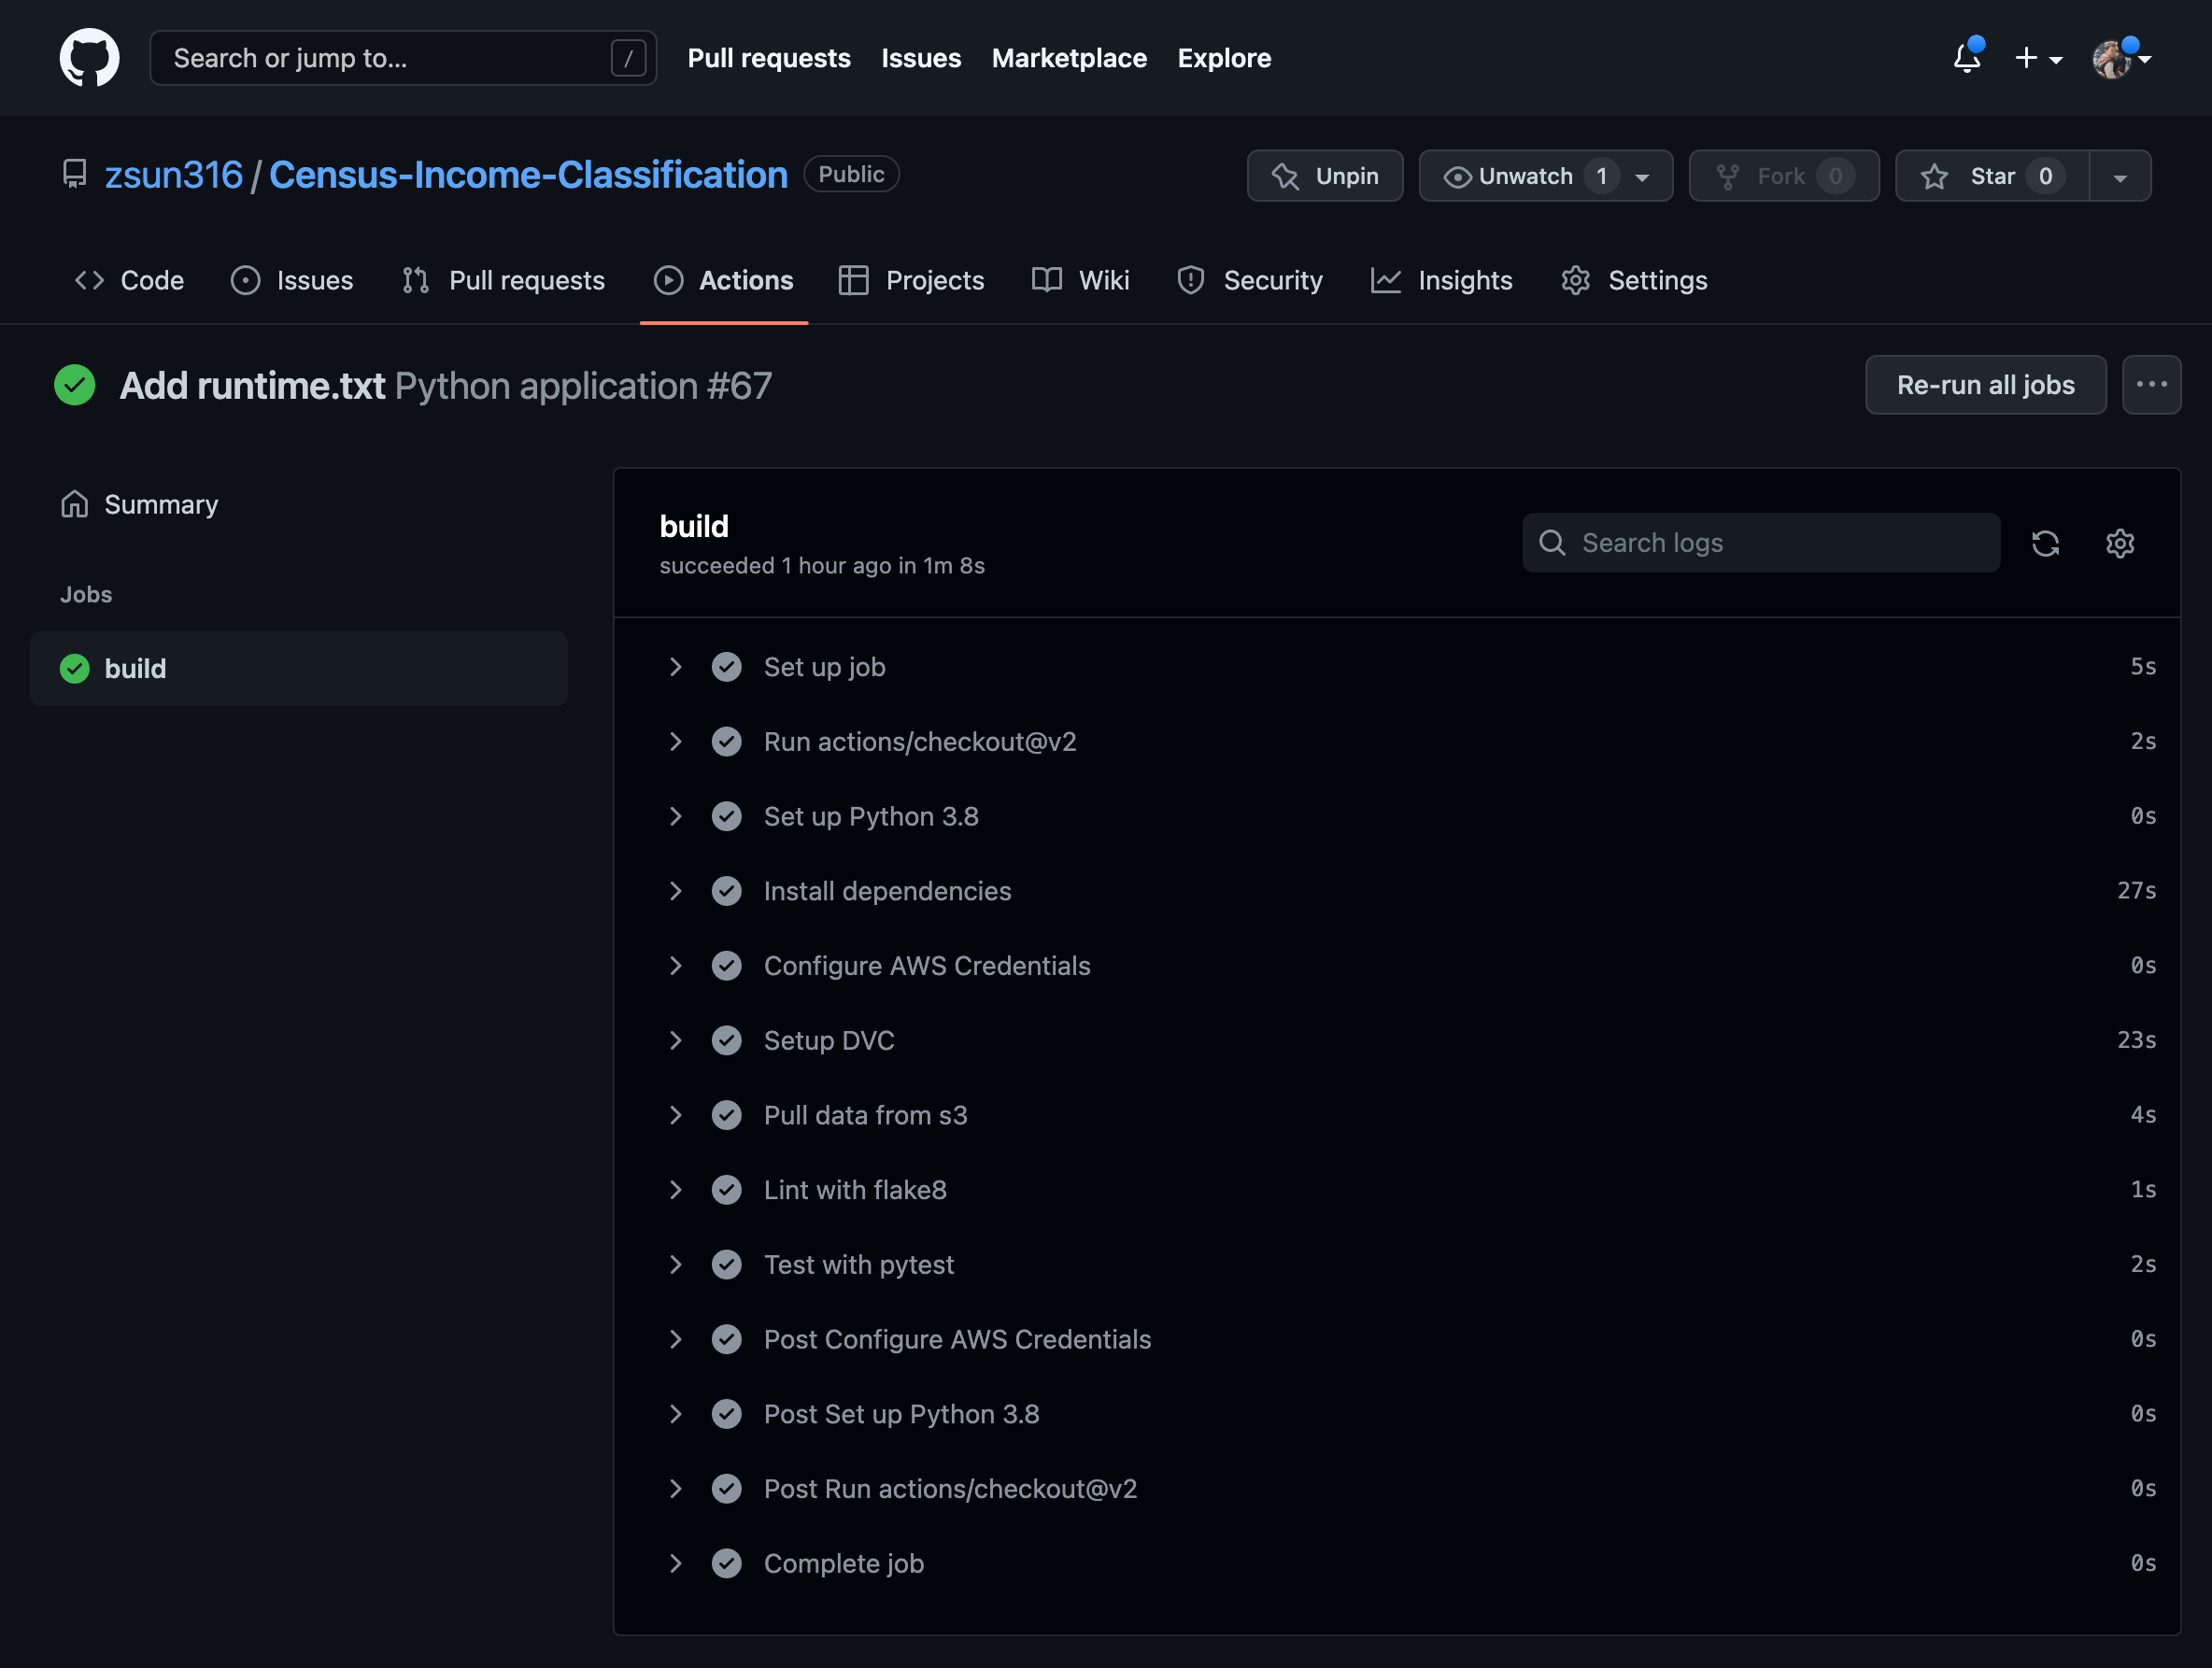 Search or jump to... /
Pull requests Issues Marketplace Explore
zsun316 / Census-Income-Classification Public
Unpin Unwatch 1 Fork 0 Star 0
Code Issues Pull requests Actions Projects Wiki Security Insights Settings
Add runtime.txt Python application #67
Re-run all jobs
Summary
Jobs
build
build
succeeded 1 hour ago in 1m 8s
Search logs
Set up job 5s
Run actions/checkout@v2 2s
Set up Python 3.8 0s
Install dependencies 27s
Configure AWS Credentials 0s
Setup DVC 23s
Pull data from s3 4s
Lint with flake8 1s
Test with pytest 2s
Post Configure AWS Credentials 0s
Post Set up Python 3.8 0s
Post Run actions/checkout@v2 0s
Complete job 0s